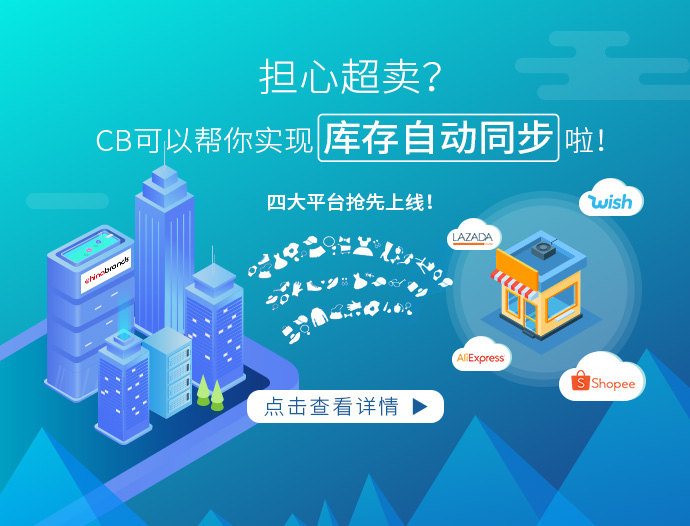 担心超卖？
CB可以帮你实现 库存自动同步 啦！
四大平台抢先上线！
wish
LAZADA
chinabrands
AliExpress
Shopee
点击查看详情